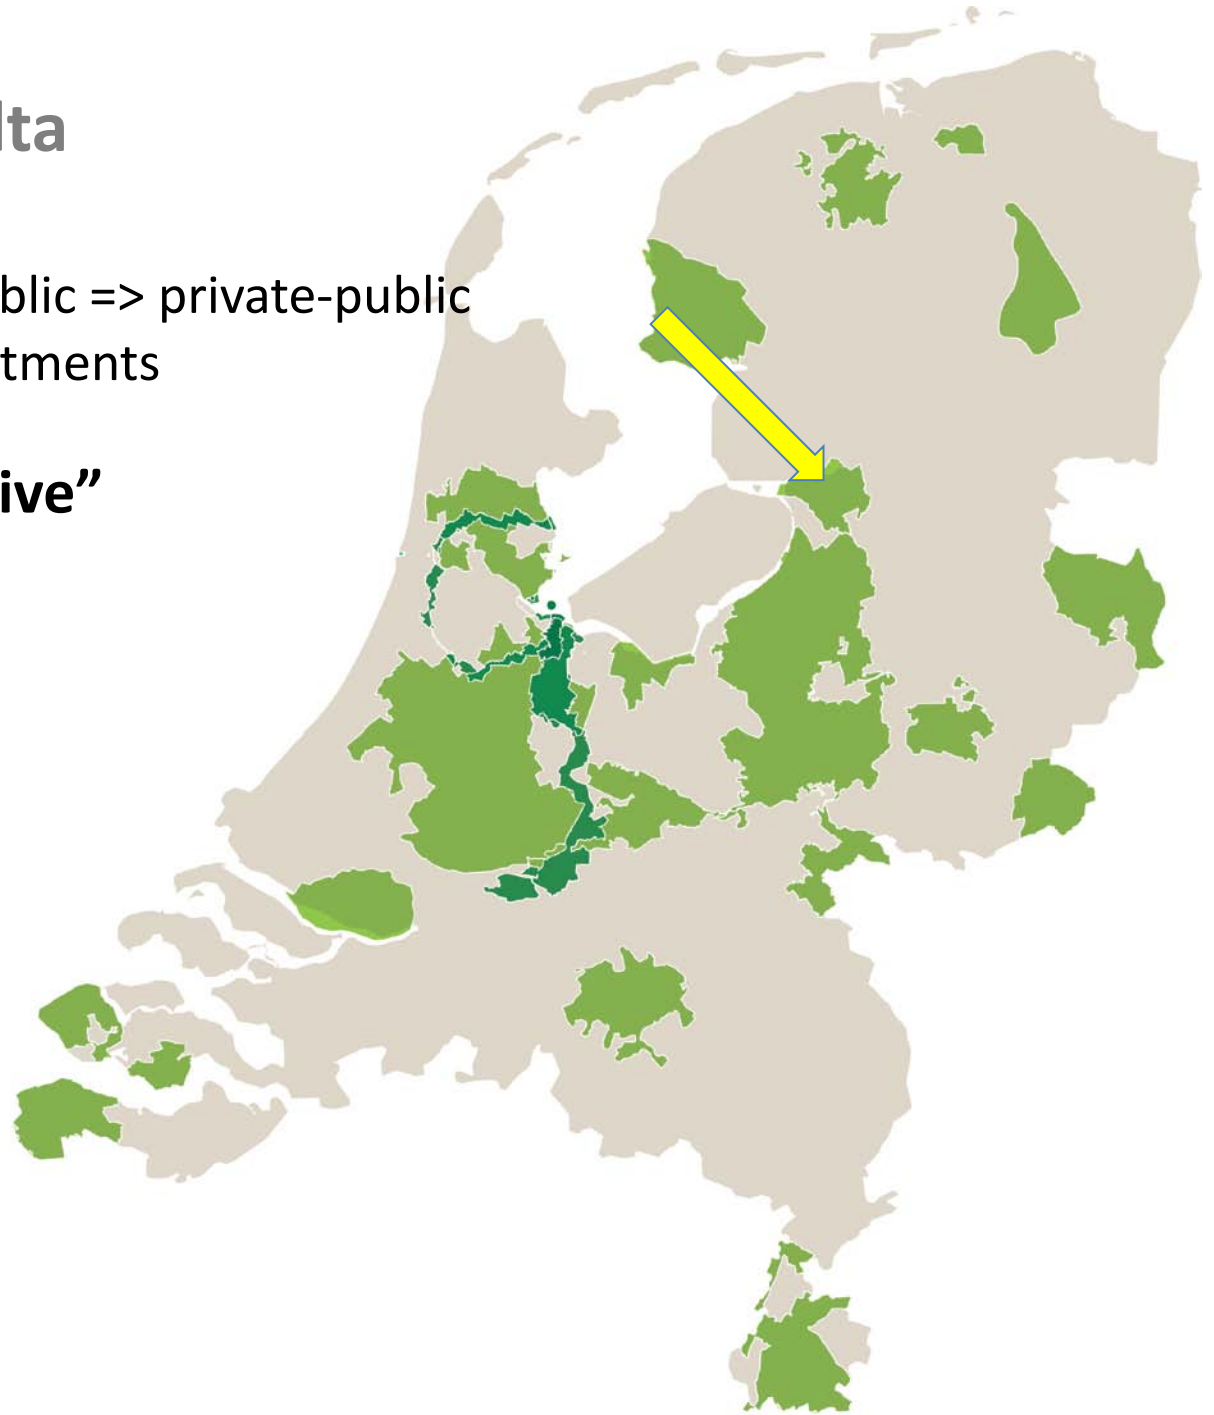 lta
blic => private-public
tments
ive”